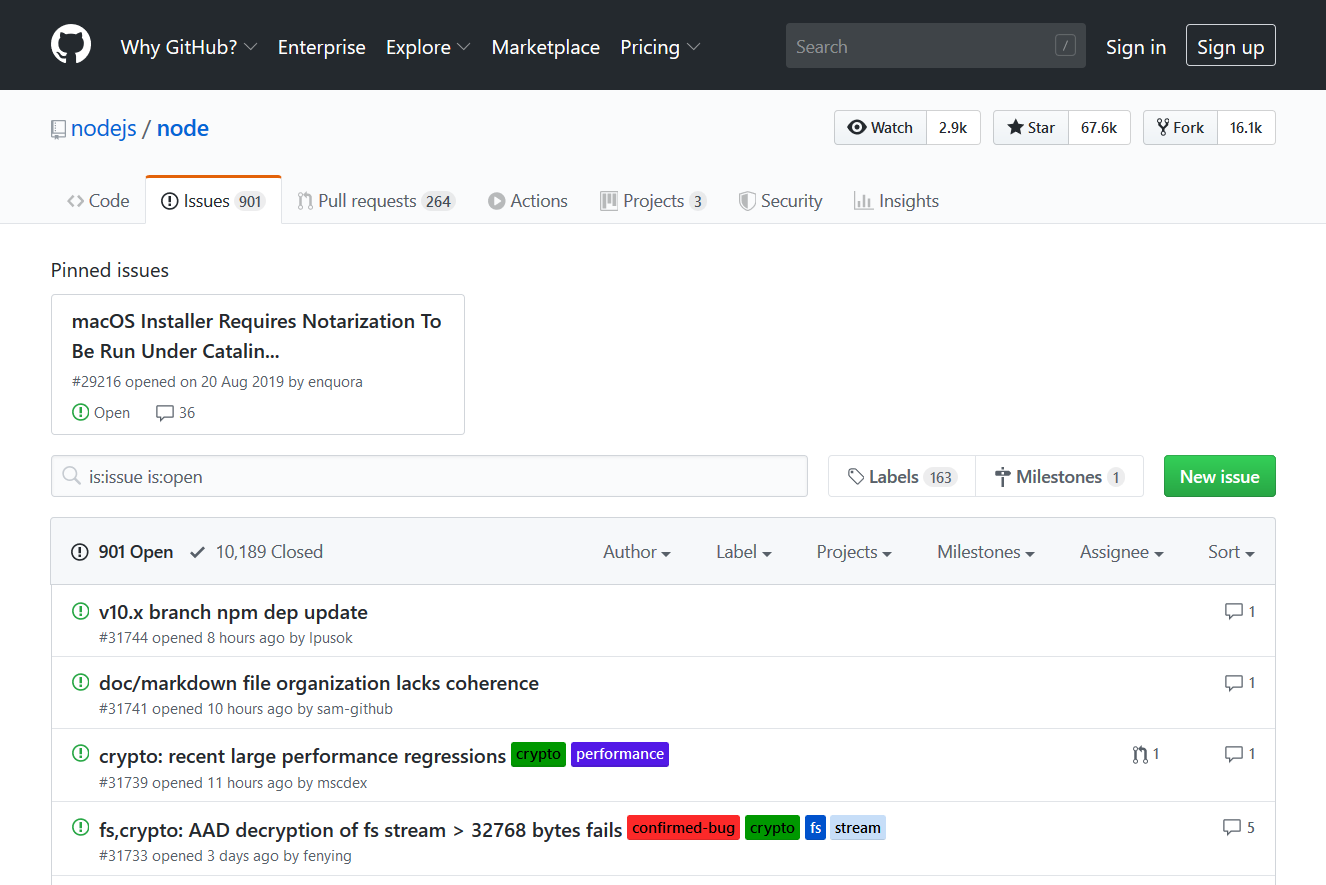 Why GitHub? Enterprise Explore Marketplace Pricing Search / Sign in Sign up
nodejs / node Watch 2.9k Star 67.6k Fork 16.1k
Code Issues 901 Pull requests 264 Actions Projects 3 Security Insights
Pinned issues
macOS Installer Requires Notarization To
Be Run Under Catalin...
#29216 opened on 20 Aug 2019 by enquora
Open 36
is:issue is:open Labels 163 Milestones 1 New issue
901 Open 10,189 Closed Author Label Projects Milestones Assignee Sort
v10.x branch npm dep update 1
#31744 opened 8 hours ago by lpusok
doc/markdown file organization lacks coherence 1
#31741 opened 10 hours ago by sam-github
crypto: recent large performance regressions crypto performance 1 1
#31739 opened 11 hours ago by mscdex
fs,crypto: AAD decryption of fs stream > 32768 bytes fails confirmed-bug crypto fs stream 5
#31733 opened 3 days ago by fenying